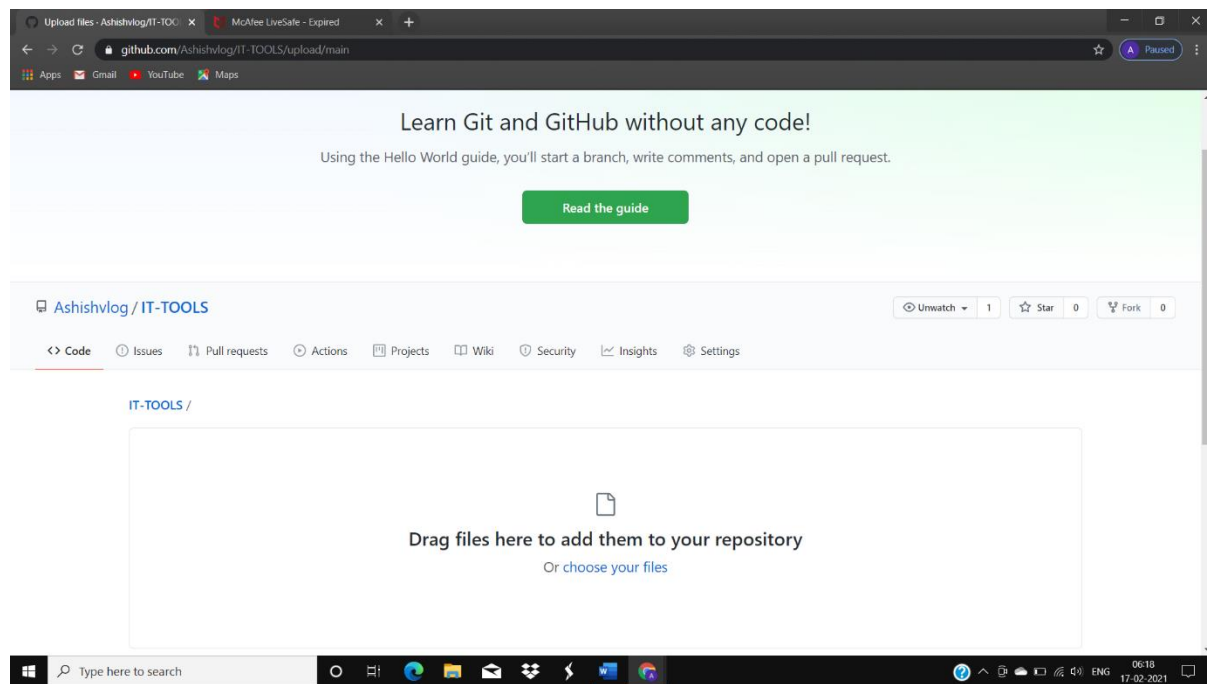 Upload files - Ashishvlog/IT-TOO
McAfee LiveSafe - Expired
github.com/Ashishvlog/IT-TOOLS/upload/main
A Paused
Apps Gmail YouTube Maps
Learn Git and GitHub without any code!
Using the Hello World guide, you'll start a branch, write comments, and open a pull request.
Read the guide
Ashishvlog / IT-TOOLS
Unwatch 1 Star 0 Fork 0
<> Code Issues Pull requests Actions Projects Wiki Security Insights Settings
IT-TOOLS /
Drag files here to add them to your repository
Or choose your files
Type here to search
ENG
06:18
17-02-2021